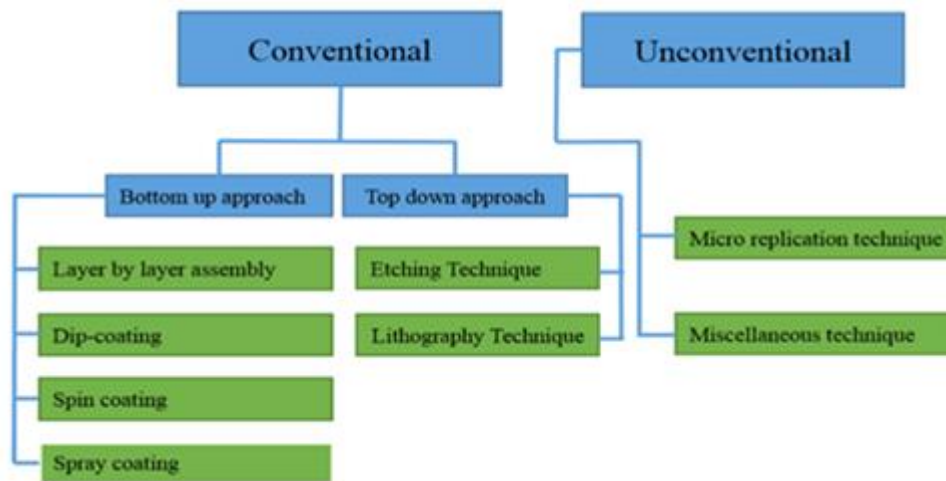 Conventional
Unconventional
Bottom up approach
Top down approach
Layer by layer assembly
Dip-coating
Spin coating
Spray coating
Etching Technique
Lithography Technique
Micro replication technique
Miscellaneous technique